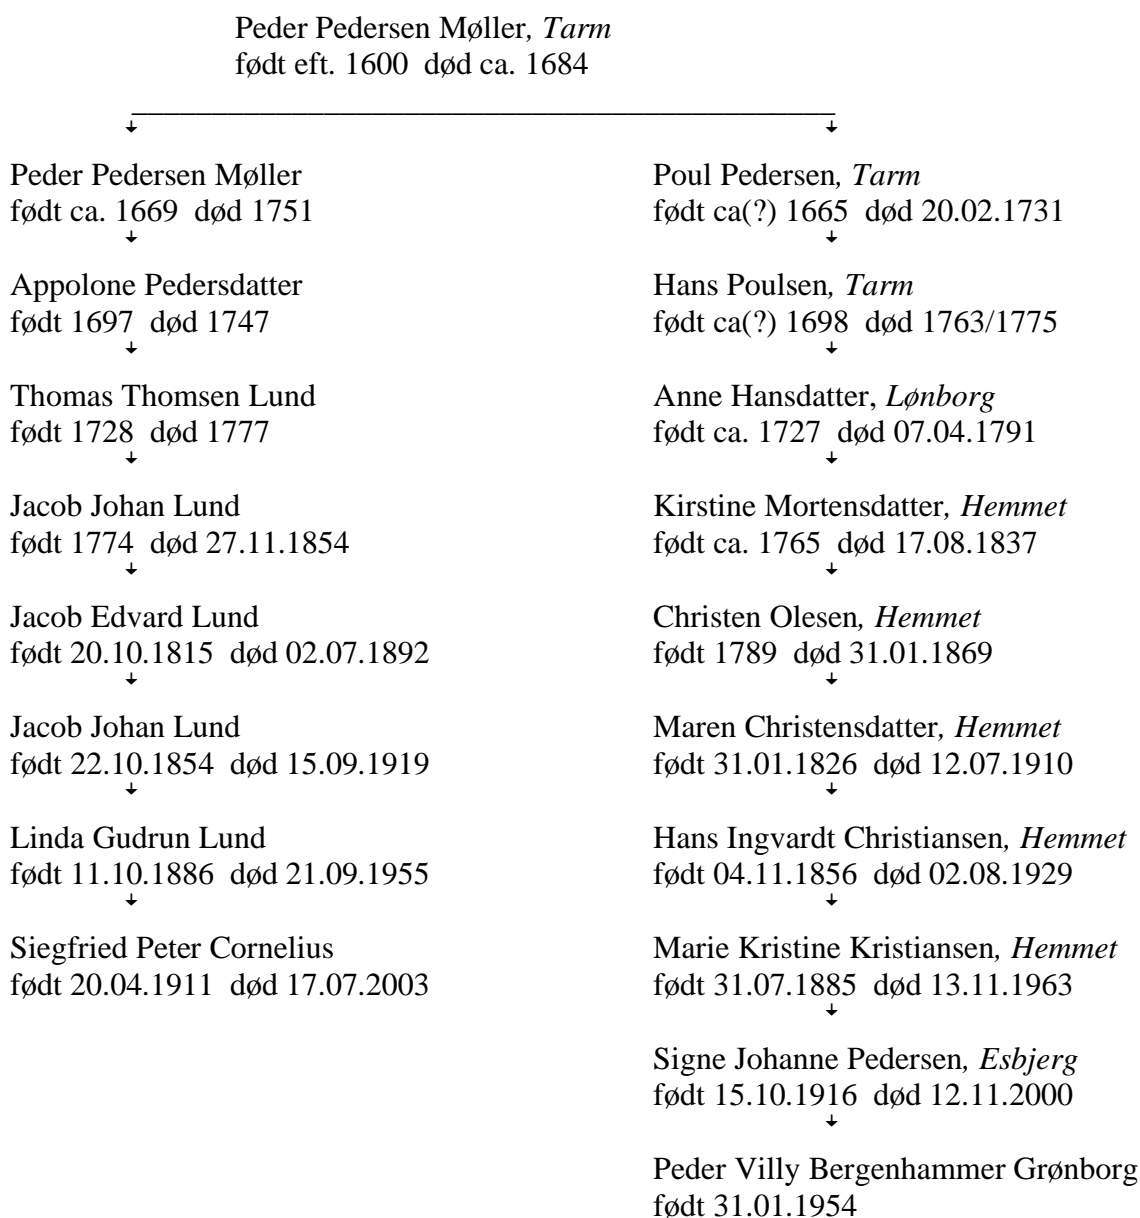 Peder Pedersen Møller, Tarm
født eft. 1600 død ca. 1684
Peder Pedersen Møller
født ca. 1669 død 1751
Appolone Pedersdatter
født 1697 død 1747
Thomas Thomsen Lund
født 1728 død 1777
Jacob Johan Lund
født 1774 død 27.11.1854
Jacob Edvard Lund
født 20.10.1815 død 02.07.1892
Jacob Johan Lund
født 22.10.1854 død 15.09.1919
Linda Gudrun Lund
født 11.10.1886 død 21.09.1955
Siegfried Peter Cornelius
født 20.04.1911 død 17.07.2003
Poul Pedersen, Tarm
født ca(?) 1665 død 20.02.1731
Hans Poulsen, Tarm
født ca(?) 1698 død 1763/1775
Anne Hansdatter, Lønborg
født ca. 1727 død 07.04.1791
Kirstine Mortensdatter, Hemmet
født ca. 1765 død 17.08.1837
Christen Olesen, Hemmet
født 1789 død 31.01.1869
Maren Christensdatter, Hemmet
født 31.01.1826 død 12.07.1910
Hans Ingvardt Christiansen, Hemmet
født 04.11.1856 død 02.08.1929
Marie Kristine Kristiansen, Hemmet
født 31.07.1885 død 13.11.1963
Signe Johanne Pedersen, Esbjerg
født 15.10.1916 død 12.11.2000
Peder Villy Bergenhammer Grønborg
født 31.01.1954